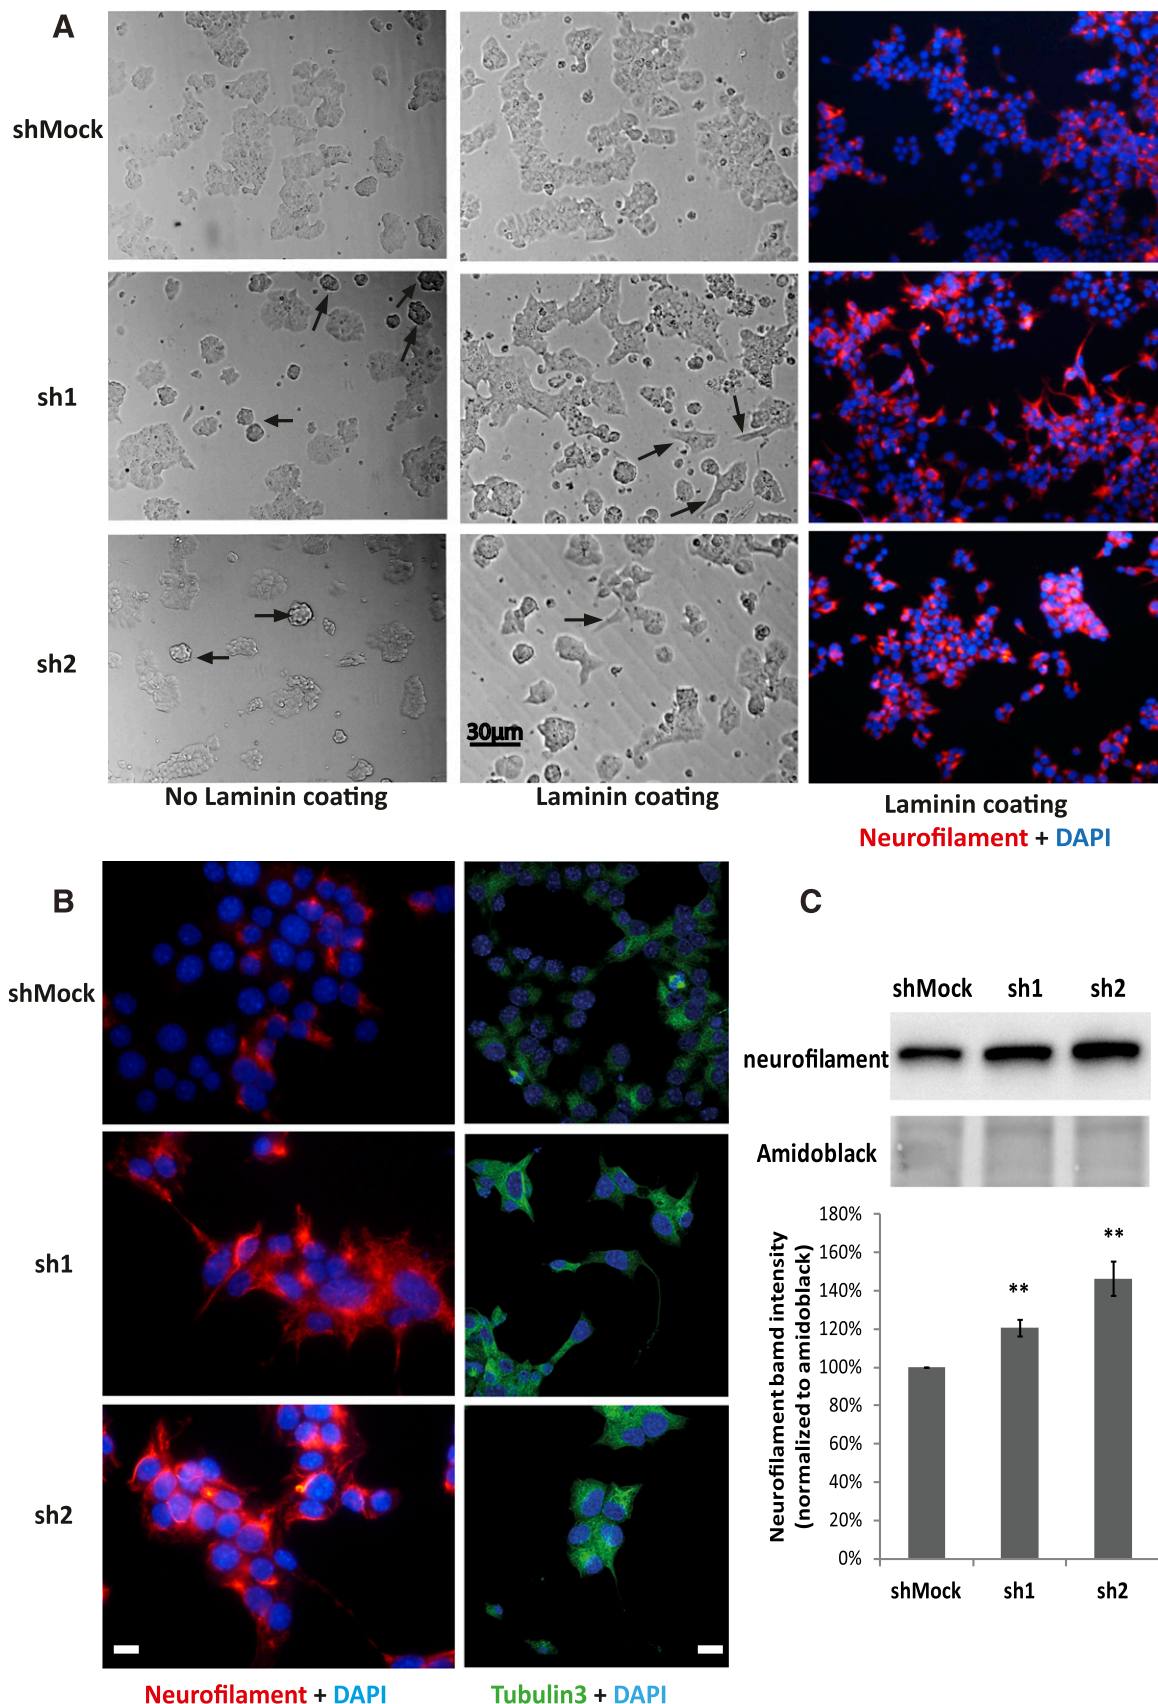 A
shMock
sh1
sh2
30µm
No Laminin coating
Laminin coating
Laminin coating
Neurofilament + DAPI
B
shMock
sh1
sh2
Neurofilament + DAPI
Tubulin3 + DAPI
C
shMock sh1 sh2
neurofilament
Amidoblack
Neurofilament bamd intensity
(normalized to amidoblack)
180%
160%
140%
120%
100%
80%
60%
40%
20%
0%
**
**
shMock sh1 sh2